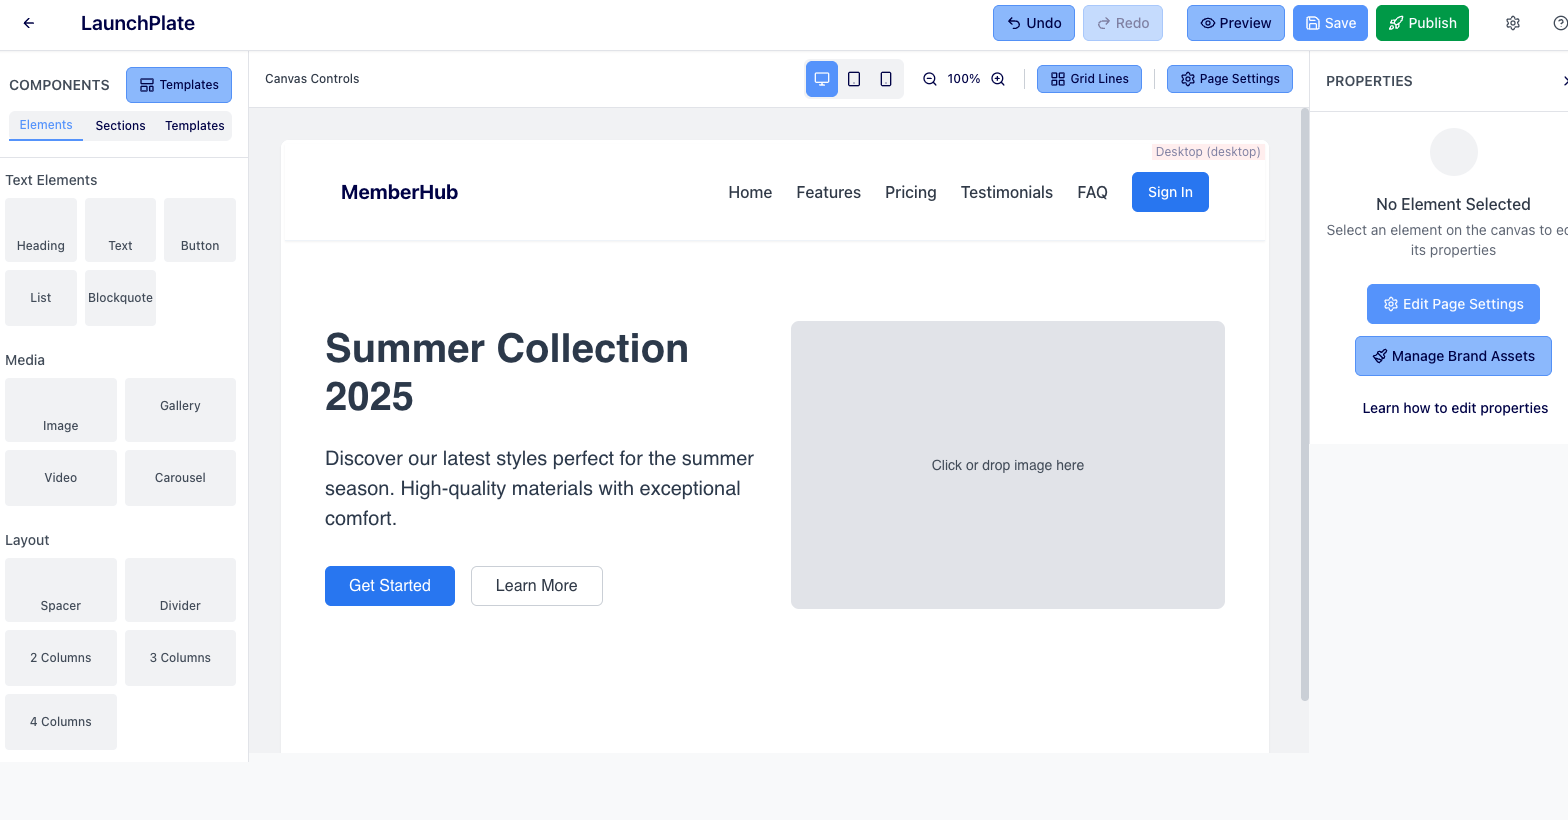 LaunchPlate
Undo
Redo
Preview
Save
Publish
COMPONENTS
Templates
Elements
Sections
Templates
Text Elements
Heading
Text
Button
List
Blockquote
Media
Image
Gallery
Video
Carousel
Layout
Spacer
Divider
2 Columns
3 Columns
4 Columns
Canvas Controls
100%
Grid Lines
Page Settings
Desktop (desktop)
MemberHub
Home
Features
Pricing
Testimonials
FAQ
Sign In
Summer Collection
2025
Discover our latest styles perfect for the summer
season. High-quality materials with exceptional
comfort.
Get Started
Learn More
Click or drop image here
PROPERTIES
No Element Selected
Select an element on the canvas to
its properties
Edit Page Settings
Manage Brand Assets
Learn how to edit properties